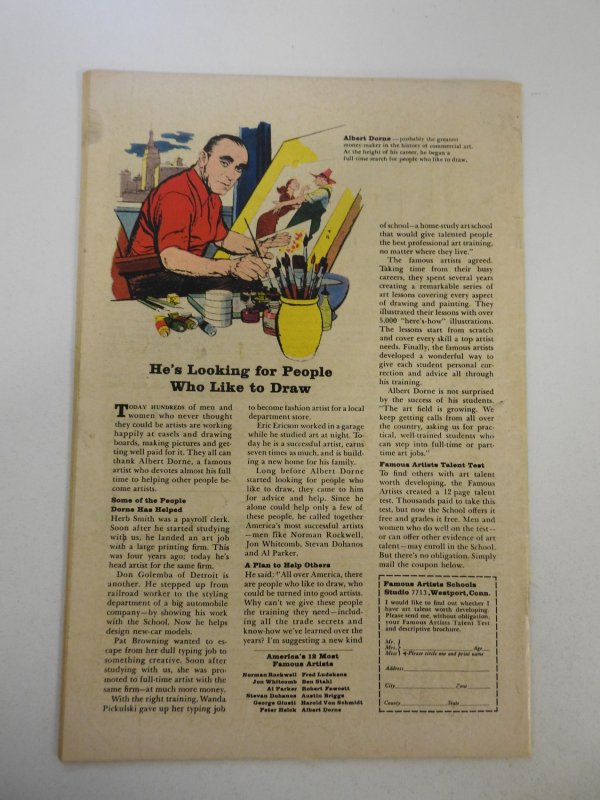 Albert Dorne — probably the greatest
money-maker in the history of commercial art.
At the height of his career, he began a
full-time search for people who like to draw.
He's Looking for People
Who Like to Draw
TODAY HUNDREDS of men and
women who never thought
they could be artists are working
happily at easels and drawing
boards, making pictures and get-
ting well paid for it. They all can
thank Albert Dorne, a famous
artist who devotes almost his full
time to helping other people be-
come artists.
Some of the People
Dorne Has Helped
Herb Smith was a payroll clerk.
Soon after he started studying
with us, he landed an art job
with a large printing firm. This
was four years ago; today he's
head artist for the same firm.
Don Golemba of Detroit is
another. He stepped up from
railroad worker to the styling
department of a big automobile
company—by showing his work
with the School. Now he helps
design new-car models.
Pat Browning wanted to es-
cape from her dull typing job to
something creative. Soon after
studying with us, she was pro-
moted to full-time artist with the
same firm—at much more money.
With the right training, Wanda
Pickulski gave up her typing job
to become fashion artist for a local
department store.
Eric Ericson worked in a garage
while he studied art at night. To-
day he is a successful artist, earns
seven times as much, and is build-
ing a new home for his family.
Long before Albert Dorne
started looking for people who
like to draw, they came to him
for advice and help. Since he
alone could help only a few of
these people, he called together
America's most successful artists
—men like Norman Rockwell,
Jon Whitcomb, Stevan Dohanos
and Al Parker.
A Plan to Help Others
He said: "All over America, there
are people who like to draw, who
could be turned into good artists.
Why can't we give these people
the training they need—includ-
ing all the trade secrets and
know-how we've learned over the
years? I'm suggesting a new kind
America's 12 Most
Famous Artists
Norman Rockwell Fred Ludekens
Jon Whitcomb Ben Stahl
Al Parker Robert Fawcett
Stevan Dohanos Austin Briggs
George Giusti Harold Von Schmidt
Peter Helck Albert Dorne
of school—a home-study art school
that would give talented people
the best professional art training,
no matter where they live."
The famous artists agreed.
Taking time from their busy
careers, they spent several years
creating a remarkable series of
art lessons covering every aspect
of drawing and painting. They
illustrated their lessons with over
5,000 "here's-how" illustrations.
The lessons start from scratch
and cover every skill a top artist
needs. Finally, the famous artists
developed a wonderful way to
give each student personal cor-
rection and advice all through
his training.
Albert Dorne is not surprised
by the success of his students.
"The art field is growing. We
keep getting calls from all over
the country, asking us for prac-
tical, well-trained students who
can step into full-time or part-
time art jobs."
Famous Artists Talent Test
To find others with art talent
worth developing, the Famous
Artists created a 12-page talent
test. Thousands paid to take this
test, but now the School offers it
free and grades it free. Men and
women who do well on the test—
or can offer other evidence of art
talent—may enroll in the School.
But there's no obligation. Simply
mail the coupon below.
Famous Artists Schools
Studio 7713, Westport, Conn.
I would like to find out whether I
have art talent worth developing.
Please send me, without obligation,
your Famous Artists Talent Test
and descriptive brochure.
Mr.
Mrs. Age
Miss Please circle one and print name
Address
City Zone
County State